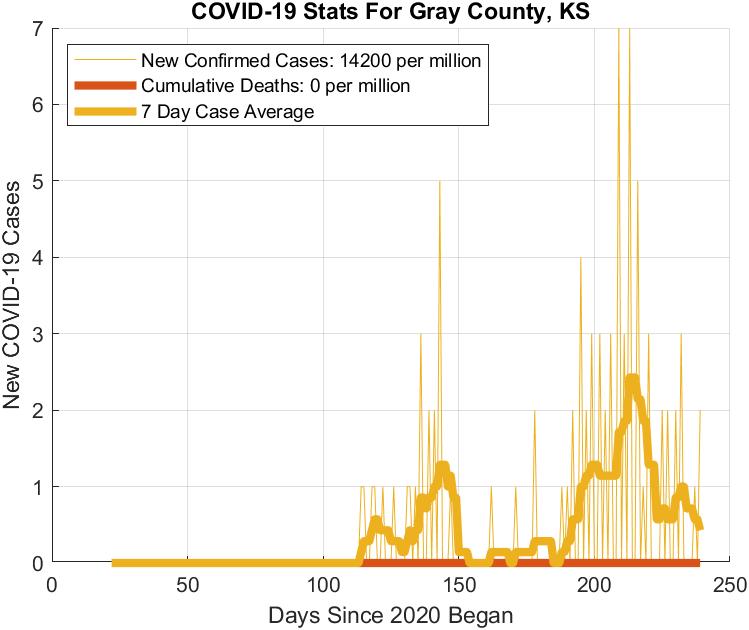 COVID-19 Stats For Gray County, KS
New Confirmed Cases: 14200 per million
Cumulative Deaths: 0 per million
7 Day Case Average
New COVID-19 Cases
7
6
5
4
3
2
1
0
0 50 100 150 200 250
Days Since 2020 Began